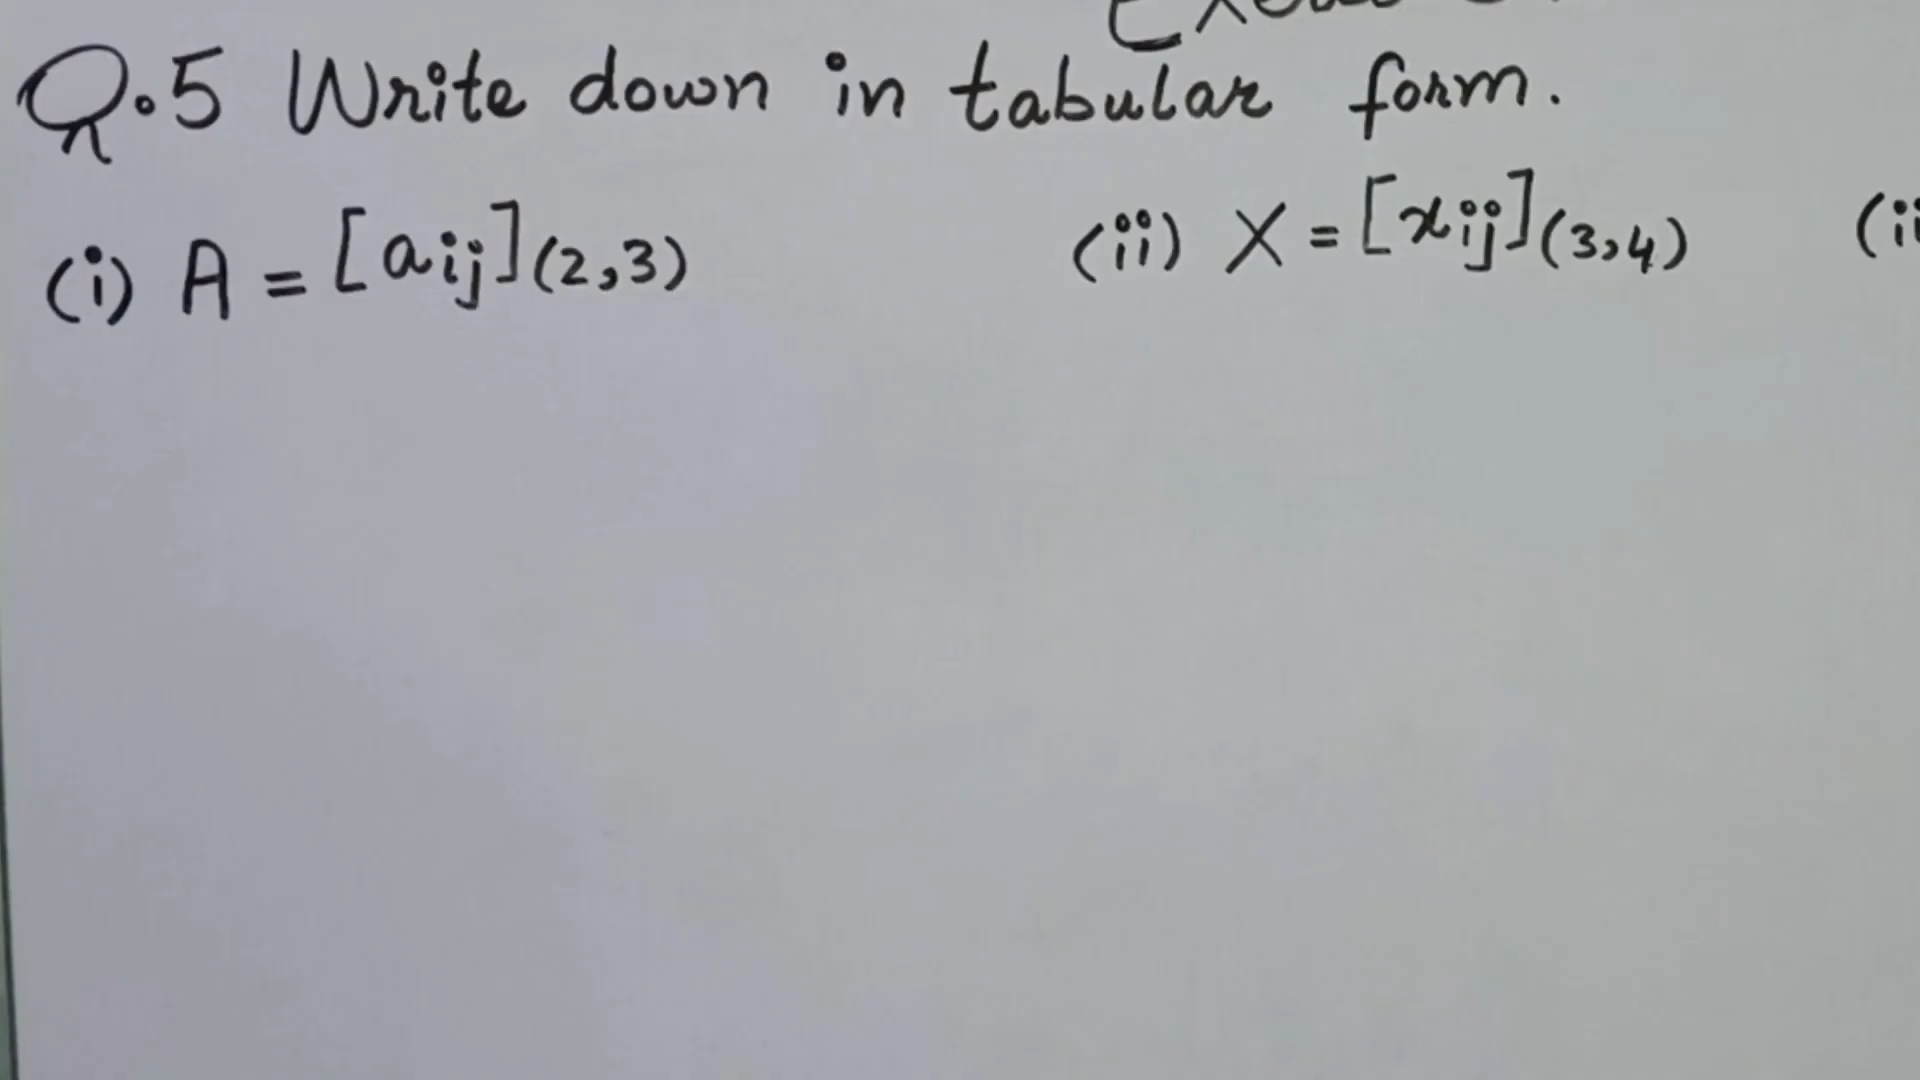 Q.5 Write down in tabular form.
(i) A = [aij](2,3) (ii) X = [xij](3,4)